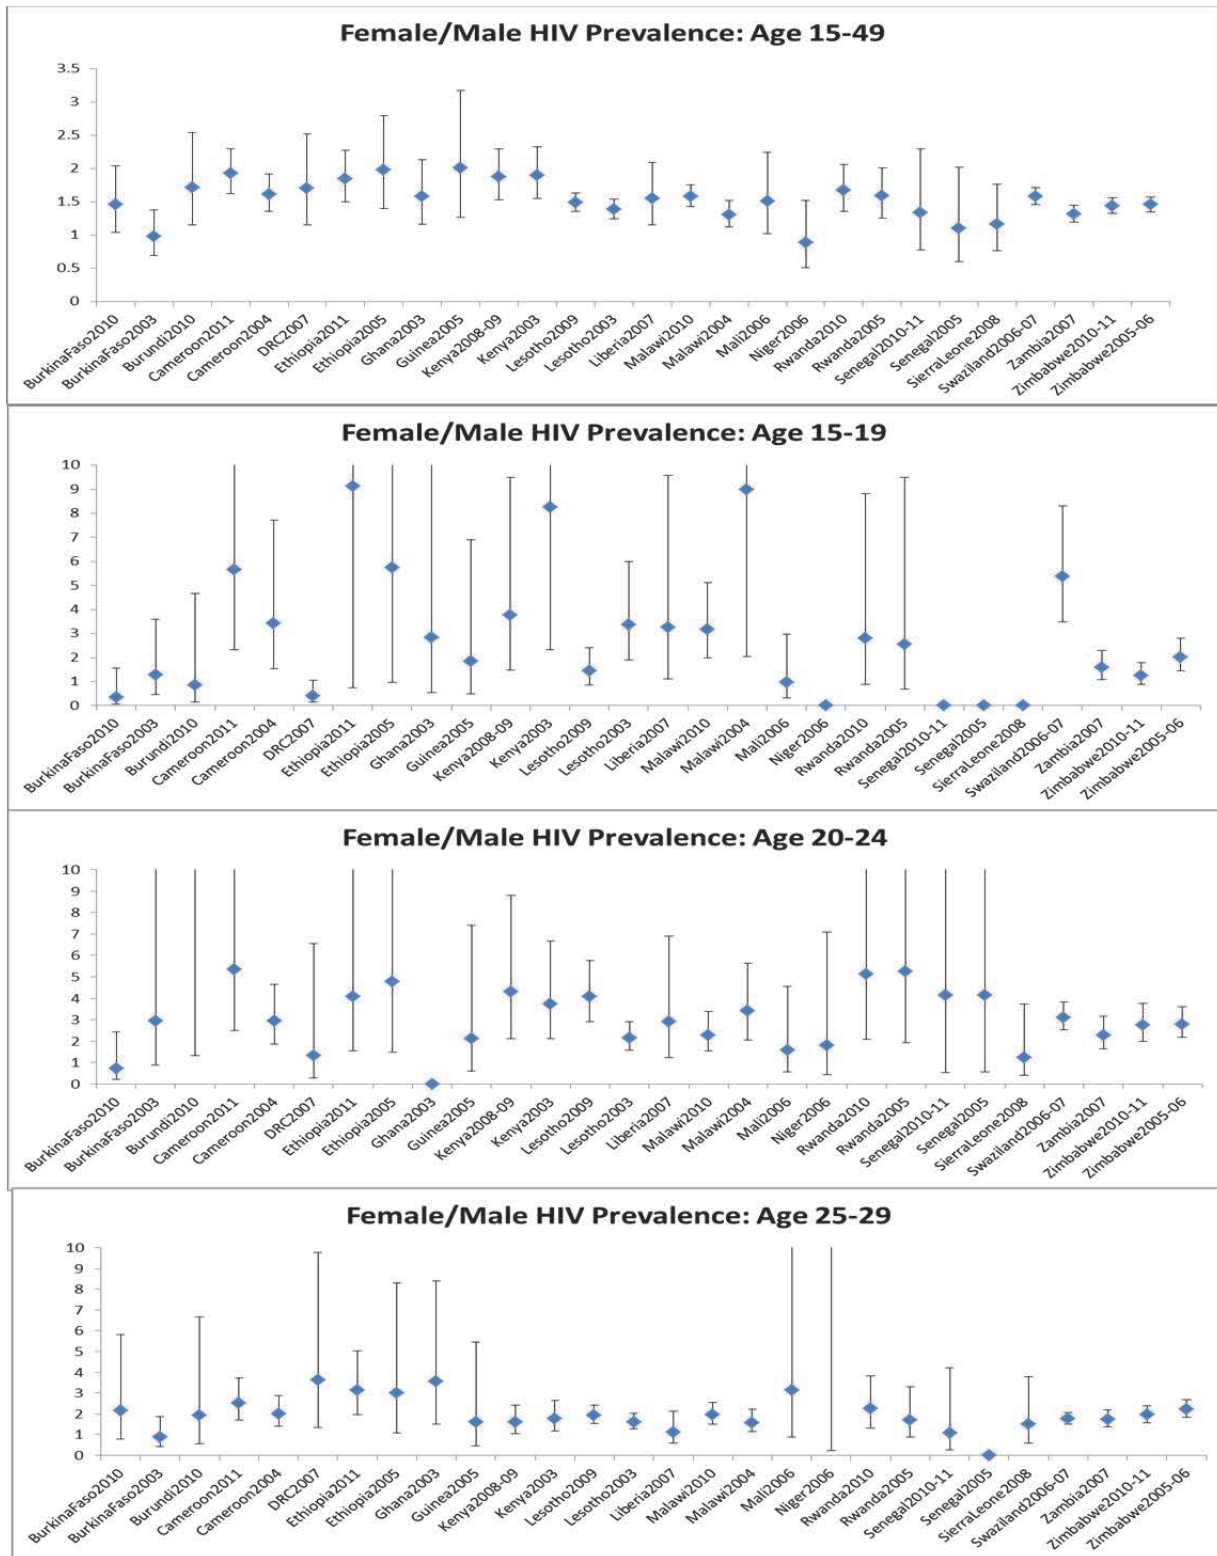 Female/Male HIV Prevalence: Age 15-49
3.5
3
2.5
2
1.5
1
0.5
0
BurkinaFaso2010
BurkinaFaso2003
Burundi2010
Cameroon2011
Cameroon2004
DRC2007
Ethiopia2011
Ethiopia2005
Ghana2003
Guinea2005
Kenya2008-09
Kenya2003
Lesotho2009
Lesotho2003
Liberia2007
Malawi2010
Malawi2004
Mali2006
Niger2006
Rwanda2010
Rwanda2005
Senegal2010-11
Senegal2005
SierraLeone2008
Swaziland2006-07
Zambia2007
Zimbabwe2010-11
Zimbabwe2005-06
Female/Male HIV Prevalence: Age 15-19
10
9
8
7
6
5
4
3
2
1
0
BurkinaFaso2010
BurkinaFaso2003
Burundi2010
Cameroon2011
Cameroon2004
DRC2007
Ethiopia2011
Ethiopia2005
Ghana2003
Guinea2005
Kenya2008-09
Kenya2003
Lesotho2009
Lesotho2003
Liberia2007
Malawi2010
Malawi2004
Mali2006
Niger2006
Rwanda2010
Rwanda2005
Senegal2010-11
Senegal2005
SierraLeone2008
Swaziland2006-07
Zambia2007
Zimbabwe2010-11
Zimbabwe2005-06
Female/Male HIV Prevalence: Age 20-24
10
9
8
7
6
5
4
3
2
1
0
BurkinaFaso2010
BurkinaFaso2003
Burundi2010
Cameroon2011
Cameroon2004
DRC2007
Ethiopia2011
Ethiopia2005
Ghana2003
Guinea2005
Kenya2008-09
Kenya2003
Lesotho2009
Lesotho2003
Liberia2007
Malawi2010
Malawi2004
Mali2006
Niger2006
Rwanda2010
Rwanda2005
Senegal2010-11
Senegal2005
SierraLeone2008
Swaziland2006-07
Zambia2007
Zimbabwe2010-11
Zimbabwe2005-06
Female/Male HIV Prevalence: Age 25-29
10
9
8
7
6
5
4
3
2
1
0
BurkinaFaso2010
BurkinaFaso2003
Burundi2010
Cameroon2011
Cameroon2004
DRC2007
Ethiopia2011
Ethiopia2005
Ghana2003
Guinea2005
Kenya2008-09
Kenya2003
Lesotho2009
Lesotho2003
Liberia2007
Malawi2010
Malawi2004
Mali2006
Niger2006
Rwanda2010
Rwanda2005
Senegal2010-11
Senegal2005
SierraLeone2008
Swaziland2006-07
Zambia2007
Zimbabwe2010-11
Zimbabwe2005-06